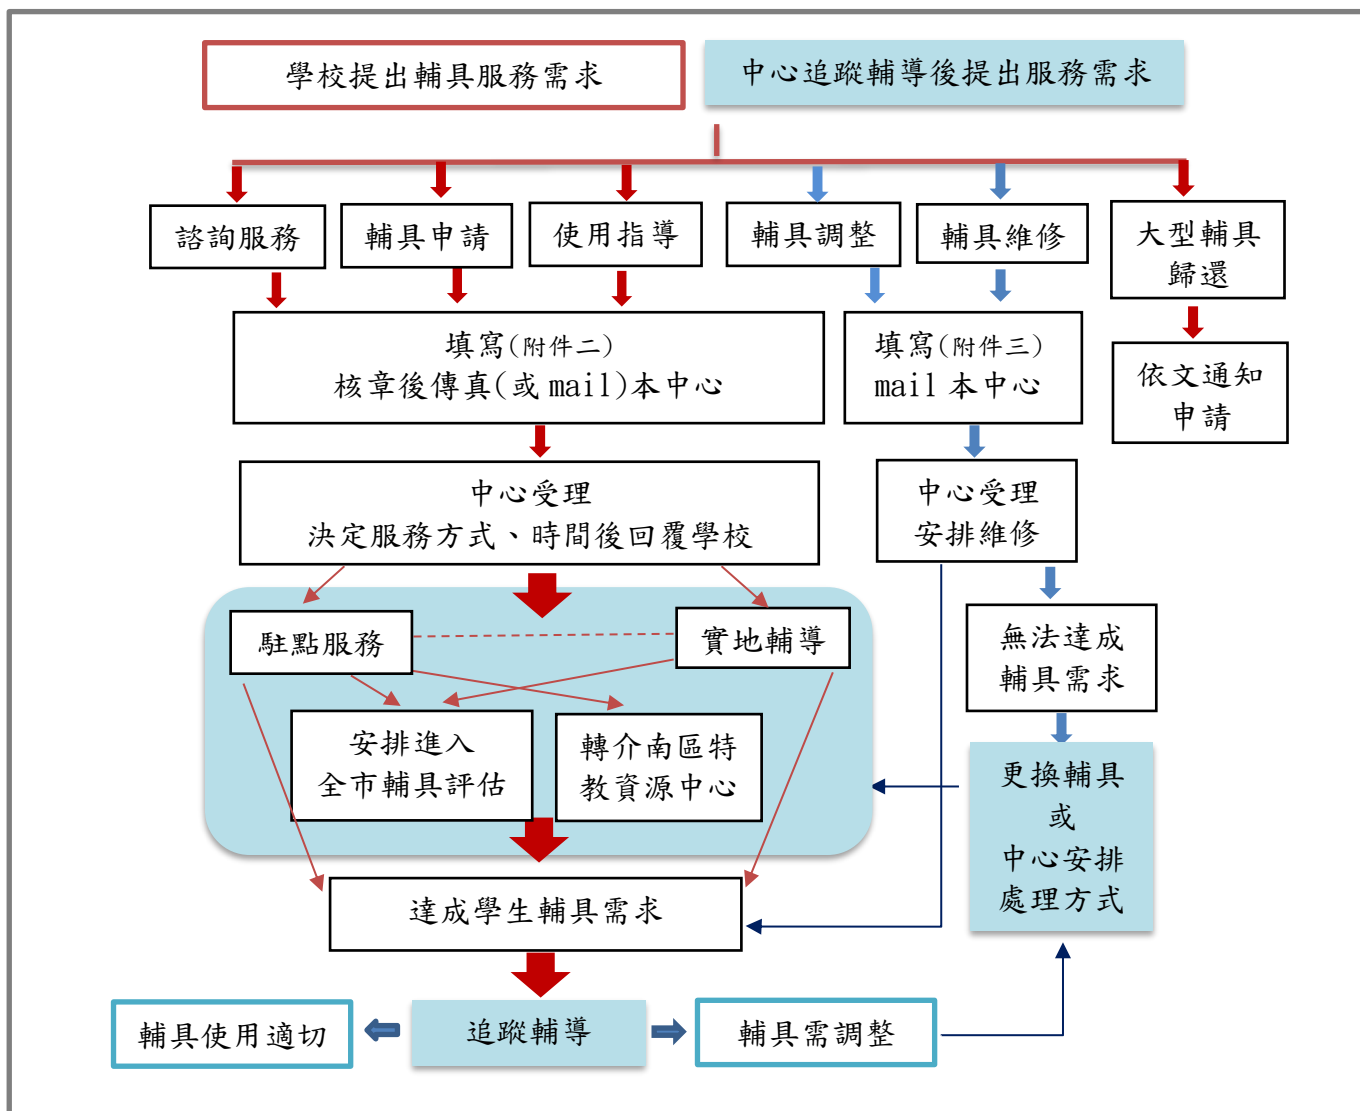 學校提出輔具服務需求
中心追蹤輔導後提出服務需求
諮詢服務
輔具申請
使用指導
輔具調整
輔具維修
大型輔具
歸還
填寫(附件二)
核章後傳真(或 mail)本中心
填寫(附件三)
mail 本中心
依文通知
申請
中心受理
決定服務方式、時間後回覆學校
中心受理
安排維修
駐點服務
實地輔導
無法達成
輔具需求
安排進入
全市輔具評估
轉介南區特
教資源中心
更換輔具
或
中心安排
處理方式
達成學生輔具需求
輔具使用適切
追蹤輔導
輔具需調整